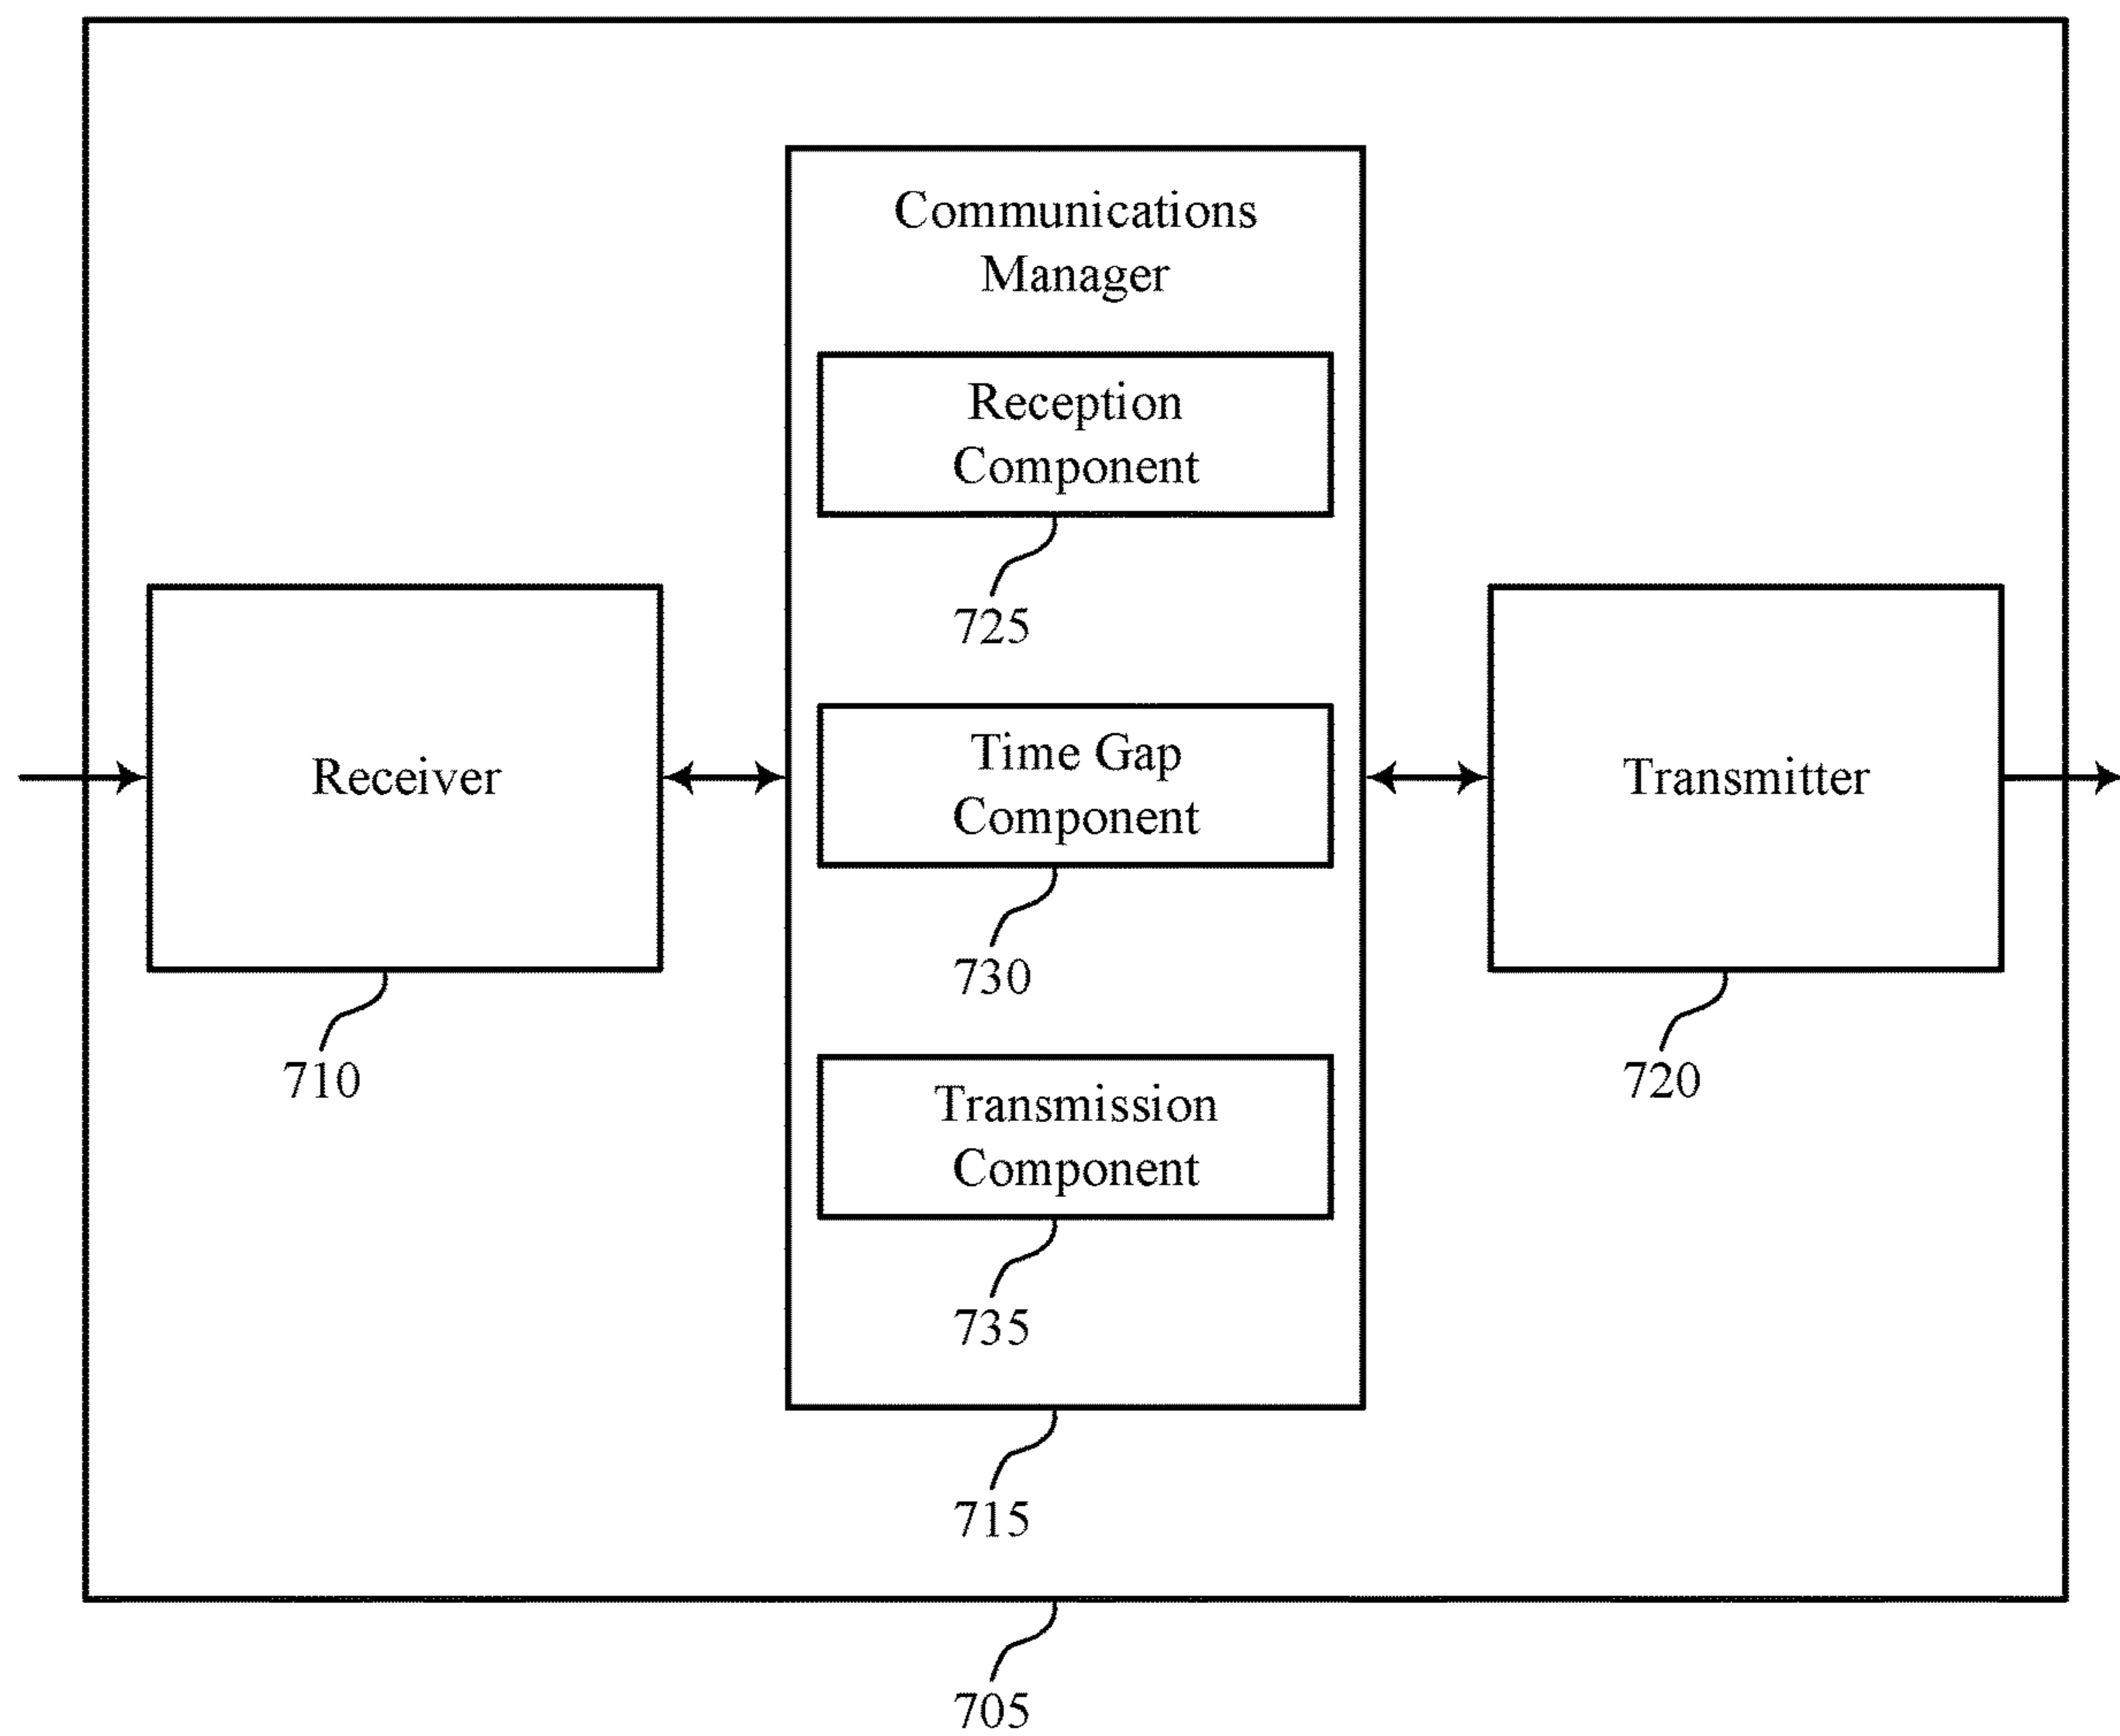 Communications
Manager
Reception
Component
725
Receiver
710
Time Gap
Component
730
Transmission
Component
735
715
Transmitter
720
705